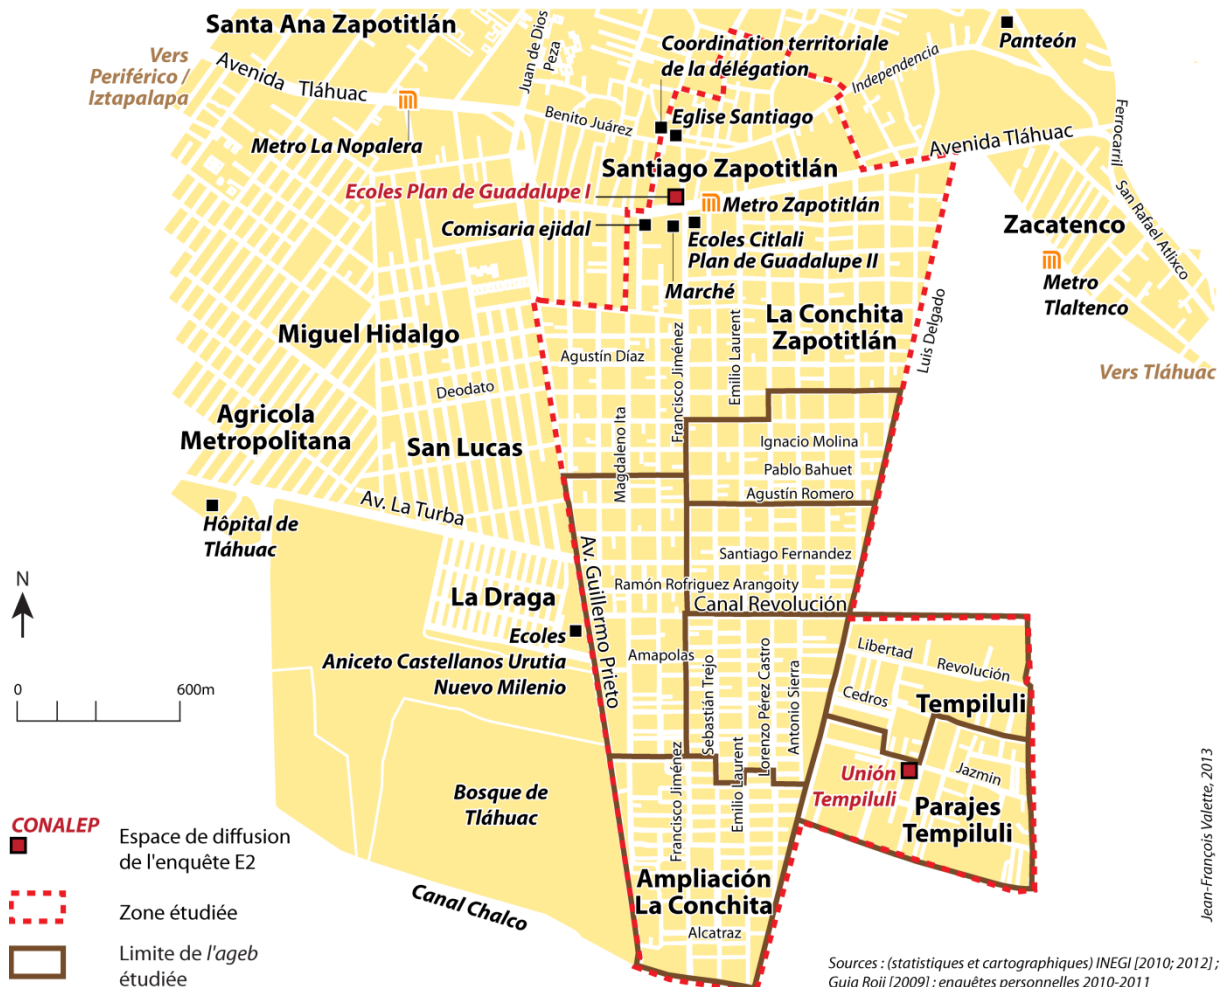 Santa Ana Zapotitlán
Vers
Periférico /
Iztapalapa
Avenida Tláhuac
Juan de Dios
Peza
Coordination territoriale
de la délégation
Panteón
Independencia
Benito Juárez
Eglise Santiago
Metro La Nopalera
Avenida Tláhuac
Ferrocarril San Rafael Atlixco
Santiago Zapotitlán
Ecoles Plan de Guadalupe I
Metro Zapotitlán
Comisaria ejidal
Ecoles Citlali
Plan de Guadalupe II
Marché
Zacatenco
Metro
Tlaltenco
Vers Tláhuac
Miguel Hidalgo
La Conchita
Zapotitlán
Luis Delgado
Agustín Díaz
Francisco Jiménez
Emilio Laurent
Deodato
Agricola
Metropolitana
San Lucas
Magdaleno Ita
Ignacio Molina
Pablo Bahuet
Agustín Romero
Av. La Turba
Hôpital de
Tláhuac
Santiago Fernandez
Av. Guillermo Prieto
Ramón Rofriguez Arangoity
Canal Revolución
La Draga
Ecoles
Aniceto Castellanos Urutia
Nuevo Milenio
N
0 600m
Amapolas
Sebastián Trejo
Lorenzo Pérez Castro
Antonio Sierra
Libertad
Revolución
Cedros
Tempiluli
Jazmin
Unión
Tempiluli
Parajes
Tempiluli
Francisco Jiménez
Emilio Laurent
Bosque de
Tláhuac
Ampliación
La Conchita
Canal Chalco
Alcatraz
CONALEP
Espace de diffusion
de l'enquête E2
Zone étudiée
Limite de l'ageb
étudiée
Jean-François Valette, 2013
Sources : (statistiques et cartographiques) INEGI [2010; 2012] ;
Guia Roji [2009] ; enquêtes personnelles 2010-2011